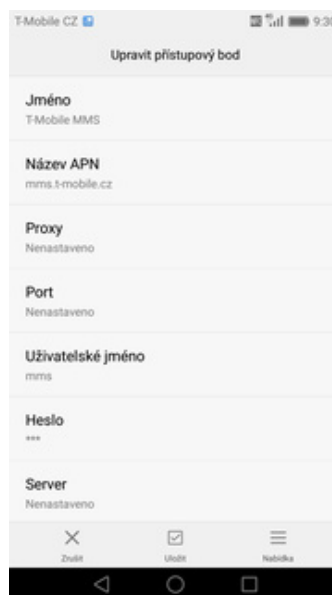 T-Mobile CZ
9:30
Upravit přístupový bod
Jméno
T-Mobile MMS
Název APN
mms.t-mobile.cz
Proxy
Nenastaveno
Port
Nenastaveno
Uživatelské jméno
mms
Heslo
***
Server
Nenastaveno
Zrušit
Uložit
Nabídka